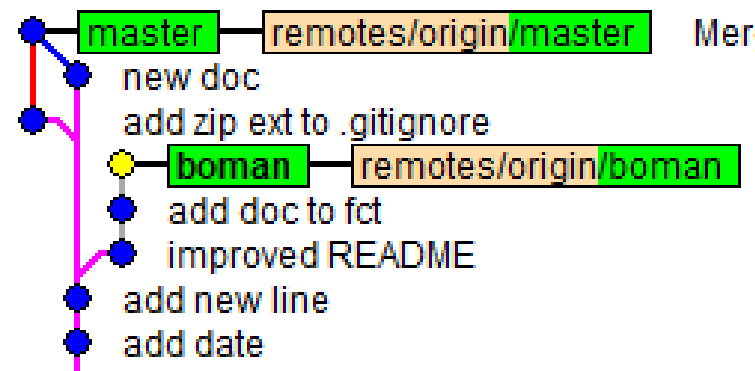 master remotes/origin/master Mer
new doc
add zip ext to .gitignore
boman remotes/origin/boman
add doc to fct
improved README
add new line
add date